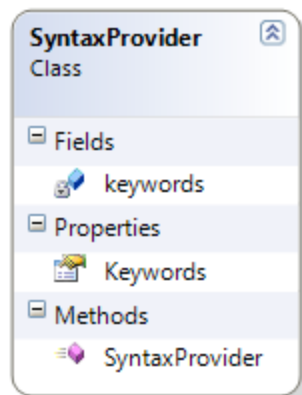 SyntaxProvider
Class
Fields
keywords
Properties
Keywords
Methods
SyntaxProvider